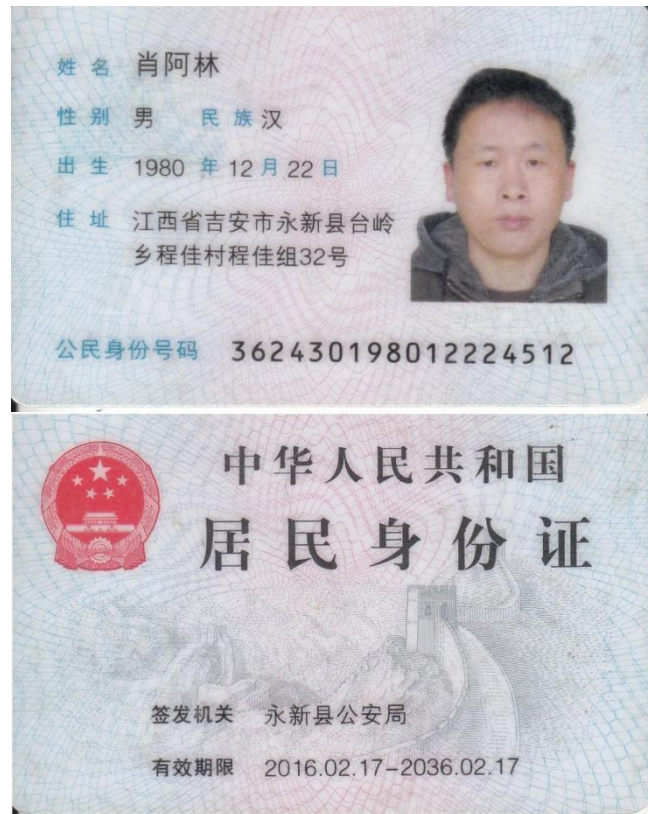 姓名 肖阿林
性别 男 民族 汉
出生 1980 年 12 月 22 日
住址 江西省吉安市永新县台岭
乡程佳村程佳组32号
公民身份号码 362430198012224512
中华人民共和国
居民身份证
签发机关 永新县公安局
有效期限 2016.02.17-2036.02.17